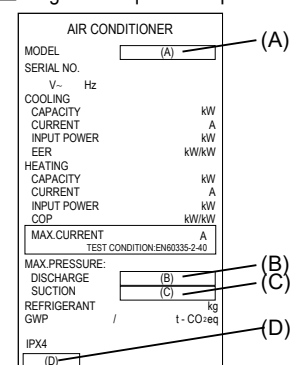 AIR CONDITIONER
MODEL (A) (A)
SERIAL NO.
V~ Hz
COOLING
CAPACITY kW
CURRENT A
INPUT POWER kW
EER kW/kW
HEATING
CAPACITY kW
CURRENT A
INPUT POWER kW
COP kW/kW
MAX.CURRENT A
TEST CONDITION:EN60335-2-40
MAX.PRESSURE:
DISCHARGE (B) (B)
SUCTION (C) (C)
REFRIGERANT kg
GWP / t - CO2eq
(D)
IPX4
(D)